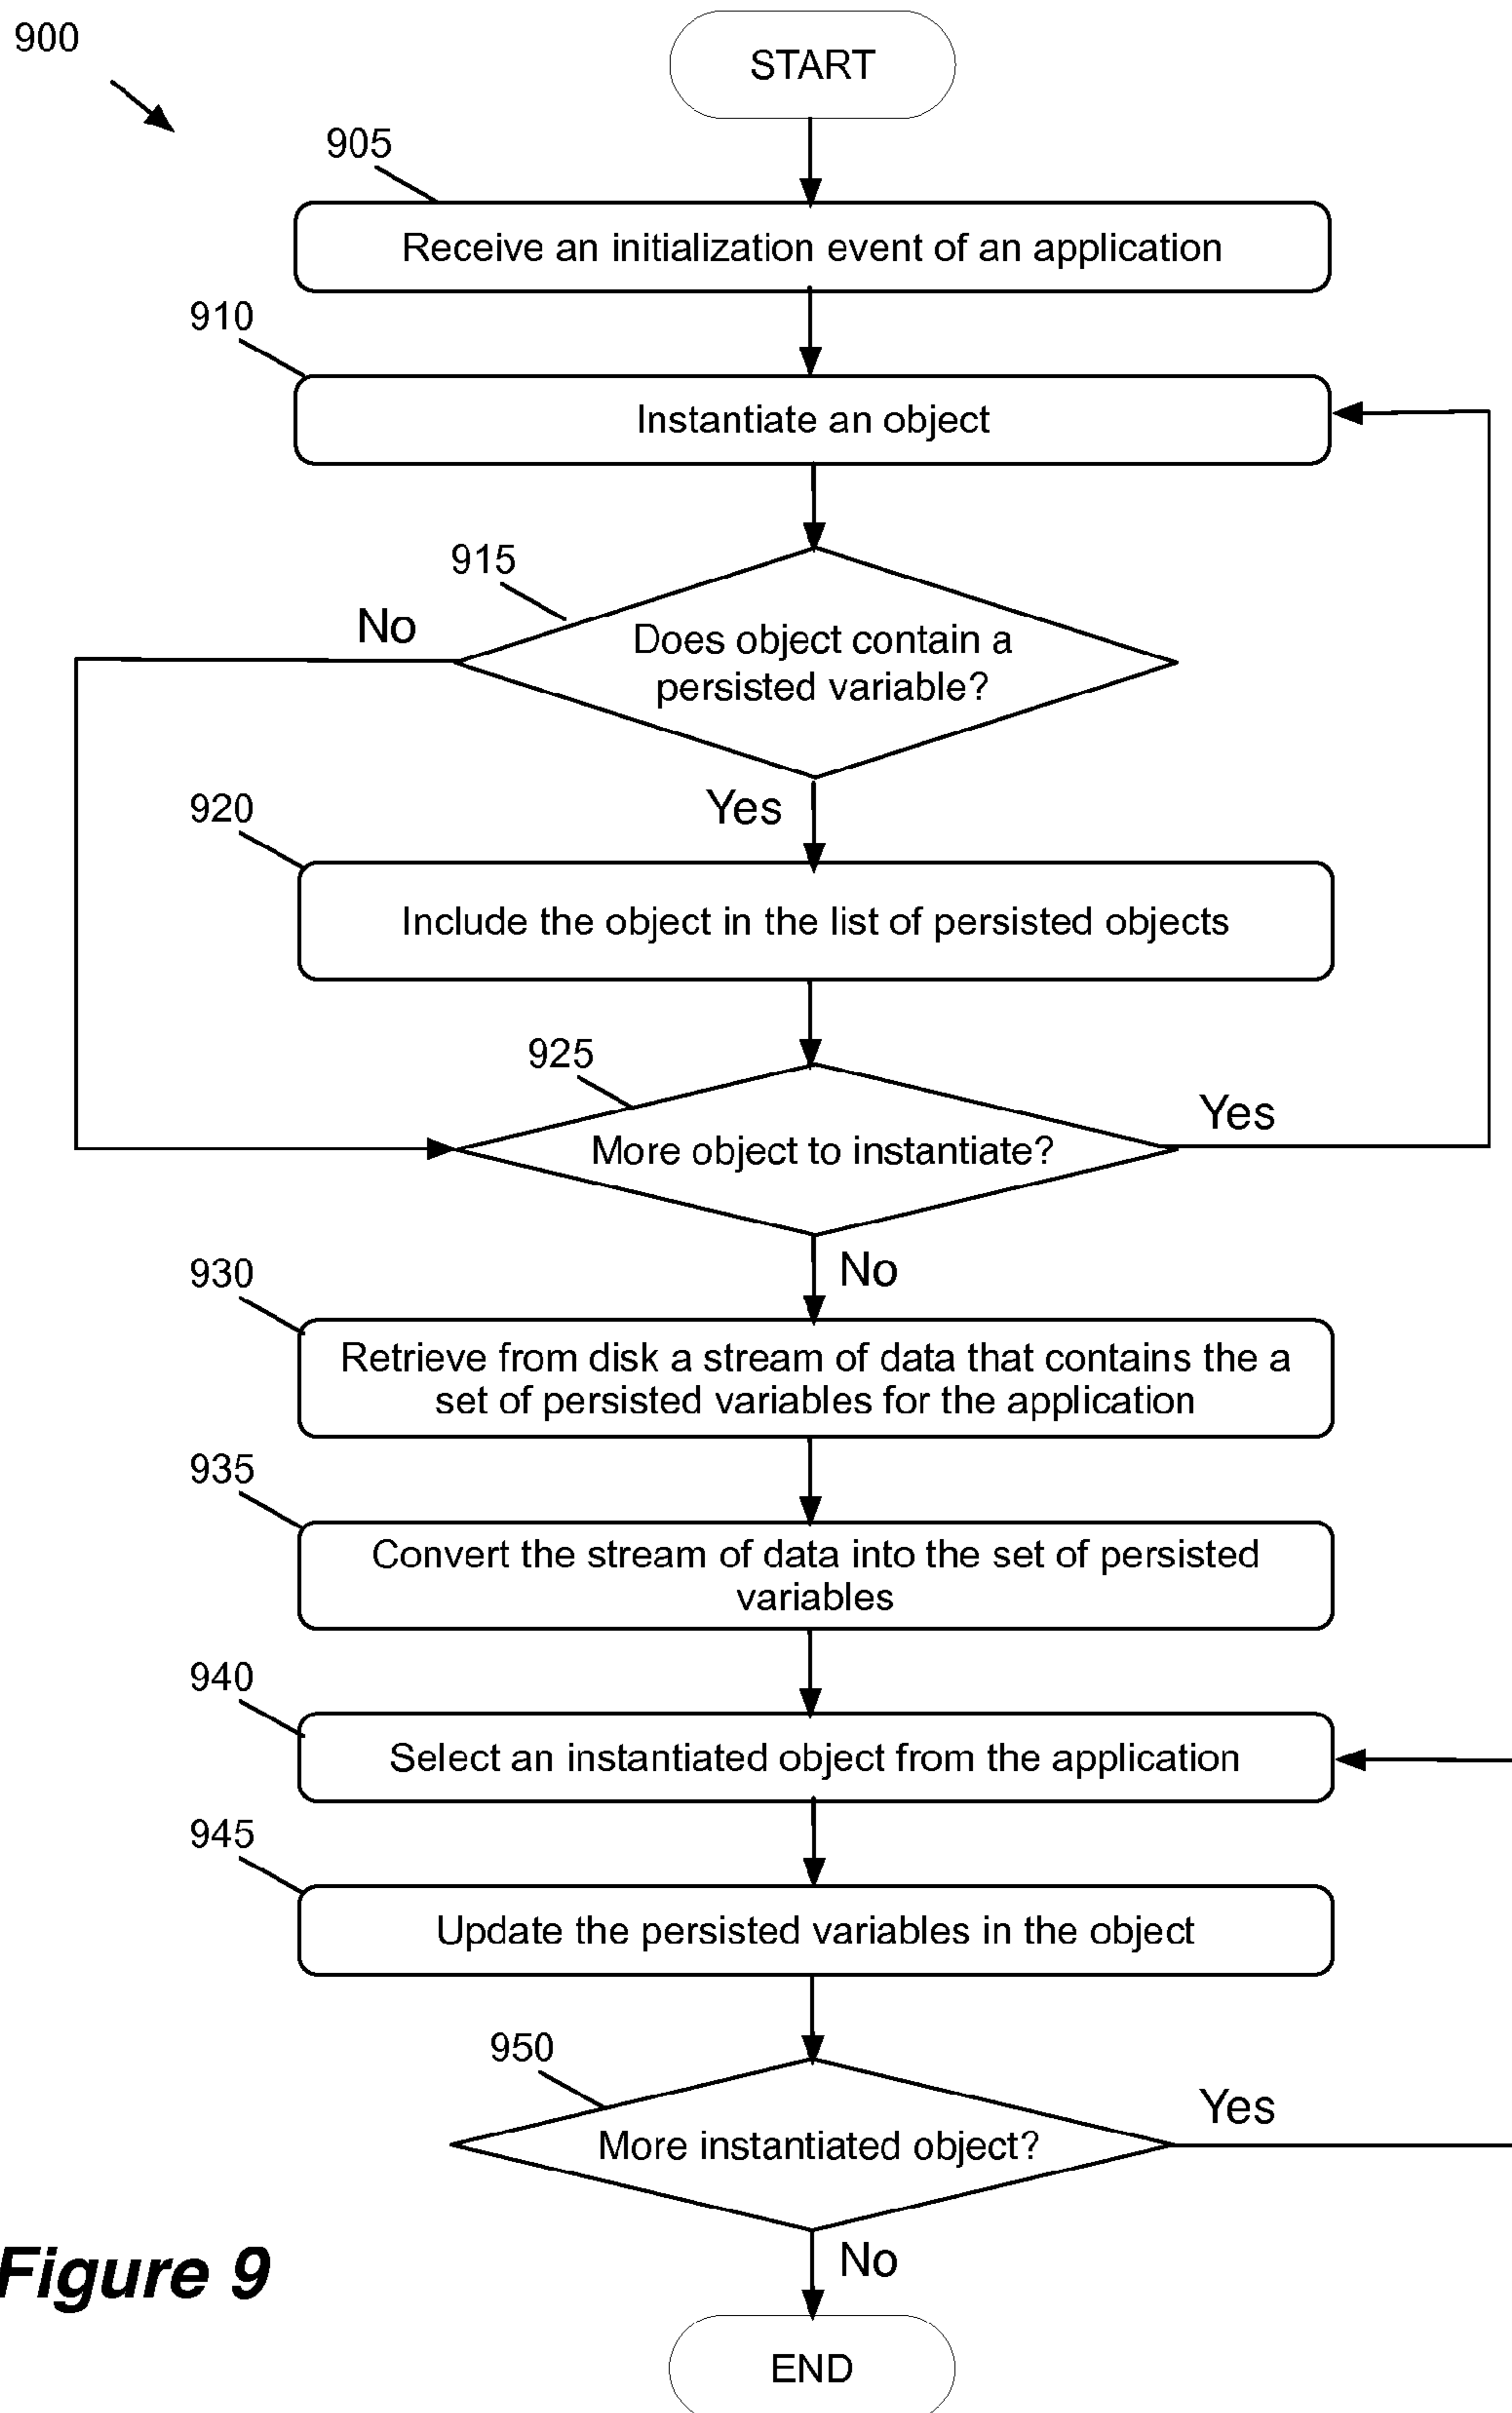 900
START
905
Receive an initialization event of an application
910
Instantiate an object
915
No
Does object contain a
persisted variable?
Yes
920
Include the object in the list of persisted objects
925
Yes
More object to instantiate?
No
930
Retrieve from disk a stream of data that contains the a
set of persisted variables for the application
935
Convert the stream of data into the set of persisted
variables
940
Select an instantiated object from the application
945
Update the persisted variables in the object
950
Yes
More instantiated object?
No
Figure 9
END